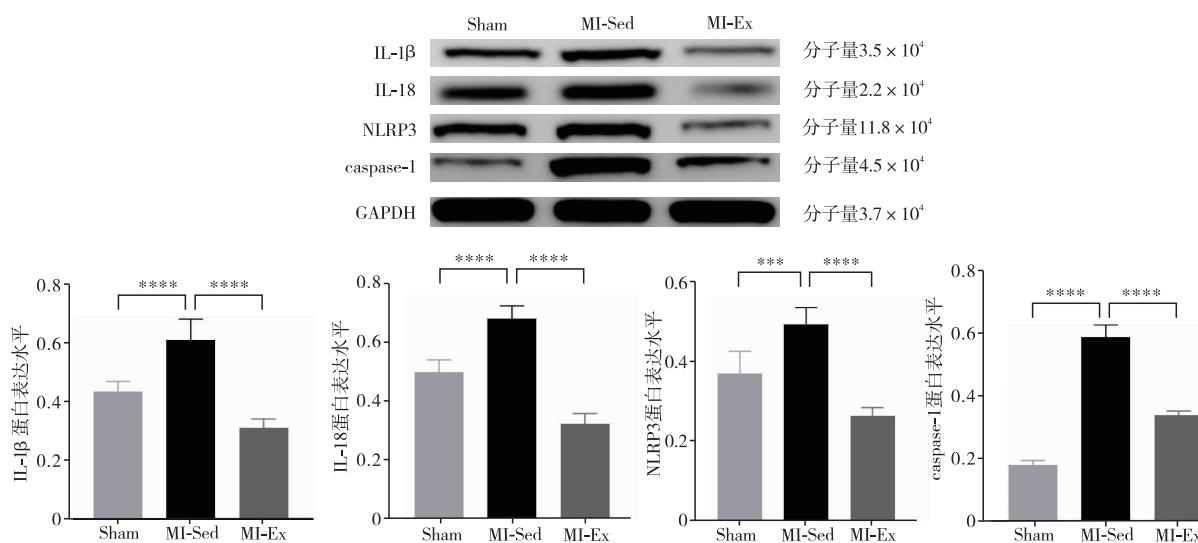 Sham MI-Sed MI-Ex
IL-1β 分子量3.5×10⁴
IL-18 分子量2.2×10⁴
NLRP3 分子量11.8×10⁴
caspase-1 分子量4.5×10⁴
GAPDH 分子量3.7×10⁴
IL-1β 蛋白表达水平
0.8
0.6
0.4
0.2
0
**** ****
Sham MI-Sed MI-Ex
IL-18蛋白表达水平
0.8
0.6
0.4
0.2
0
**** ****
Sham MI-Sed MI-Ex
NLRP3蛋白表达水平
0.6
0.4
0.2
0
*** ****
Sham MI-Sed MI-Ex
caspase-1蛋白表达水平
0.8
0.6
0.4
0.2
0
**** ****
Sham MI-Sed MI-Ex